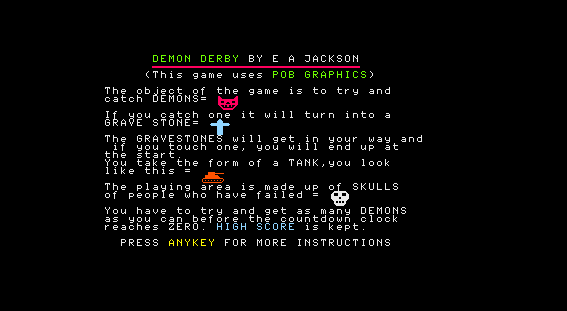 DEMON DERBY BY E A JACKSON
(This game uses POB GRAPHICS)
The object of the game is to try and
catch DEMONS=
If you catch one it will turn into a
GRAVE STONE=
The GRAVESTONES will get in your way and
if you touch one, you will end up at
the start.
You take the form of a TANK,you look
like this =
The playing area is made up of SKULLS
of people who have failed =
You have to try and get as many DEMONS
as you can before the countdown clock
reaches ZERO. HIGH SCORE is kept.
PRESS ANYKEY FOR MORE INSTRUCTIONS